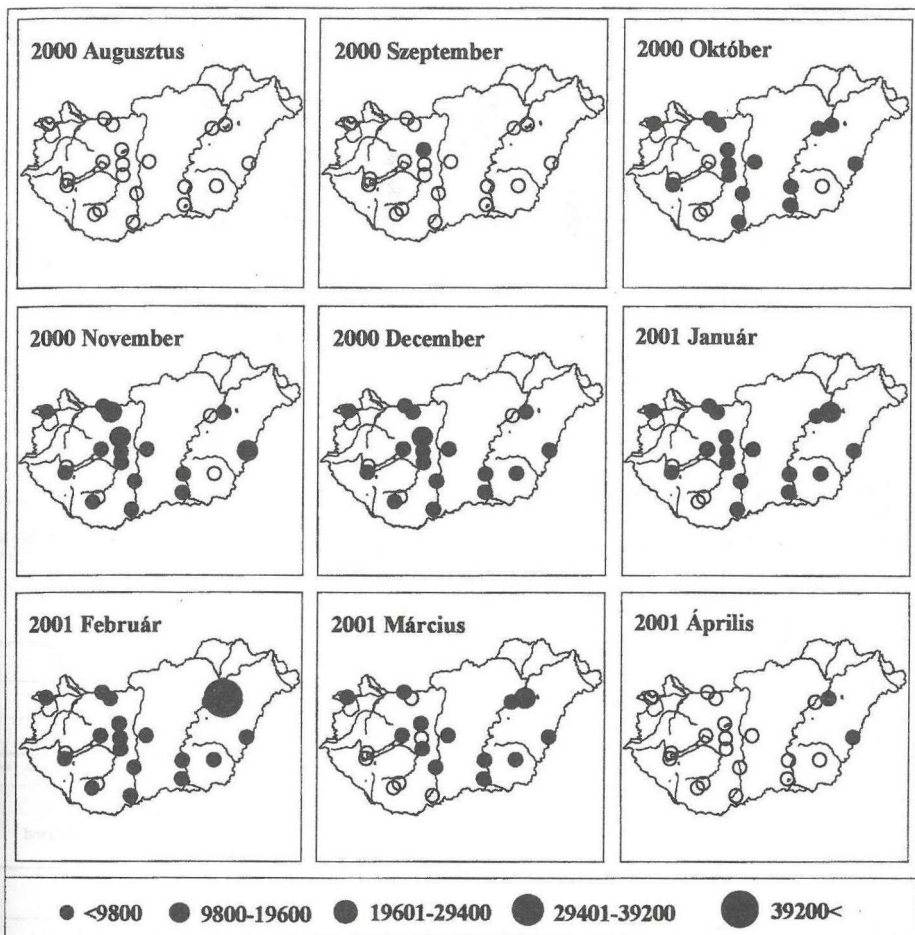 2000 Augusztus
2000 Szeptember
2000 Október
2000 November
2000 December
2001 Január
2001 Február
2001 Március
2001 Április
<9800 9800-19600 19601-29400 29401-39200 39200<